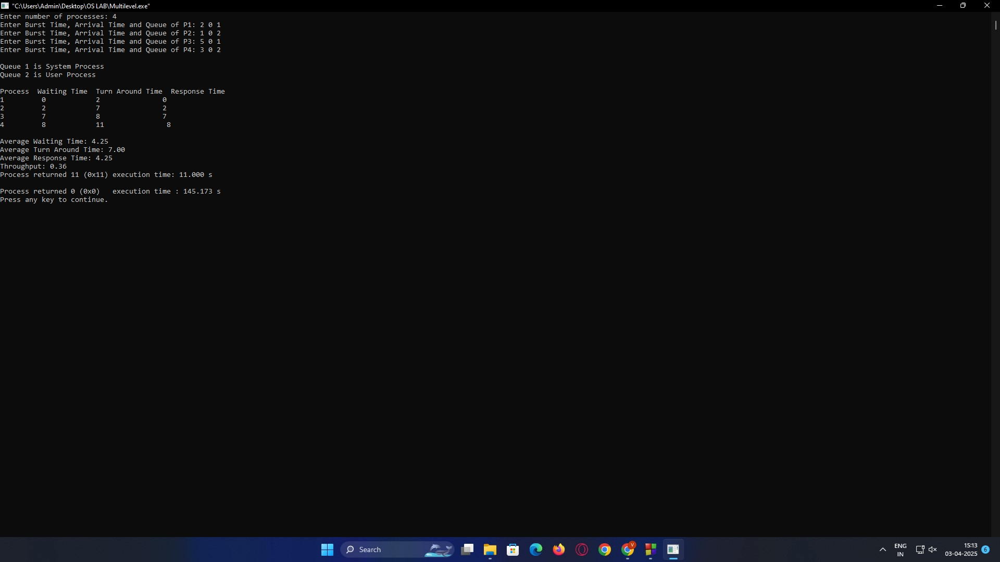 "C:\Users\Admin\Desktop\OS LAB\Multilevel.exe"
Enter number of processes: 4
Enter Burst Time, Arrival Time and Queue of P1: 2 0 1
Enter Burst Time, Arrival Time and Queue of P2: 1 0 2
Enter Burst Time, Arrival Time and Queue of P3: 5 0 1
Enter Burst Time, Arrival Time and Queue of P4: 3 0 2
Queue 1 is System Process
Queue 2 is User Process
Process  Waiting Time  Turn Around Time  Response Time
1         0            2               0
2         2            7               2
3         7            8               7
4         8            11               8
Average Waiting Time: 4.25
Average Turn Around Time: 7.00
Average Response Time: 4.25
Throughput: 0.36
Process returned 11 (0x11) execution time: 11.000 s
Process returned 0 (0x0)   execution time : 145.173 s
Press any key to continue.
Search
V
ENG
IN
15:13
03-04-2025
6